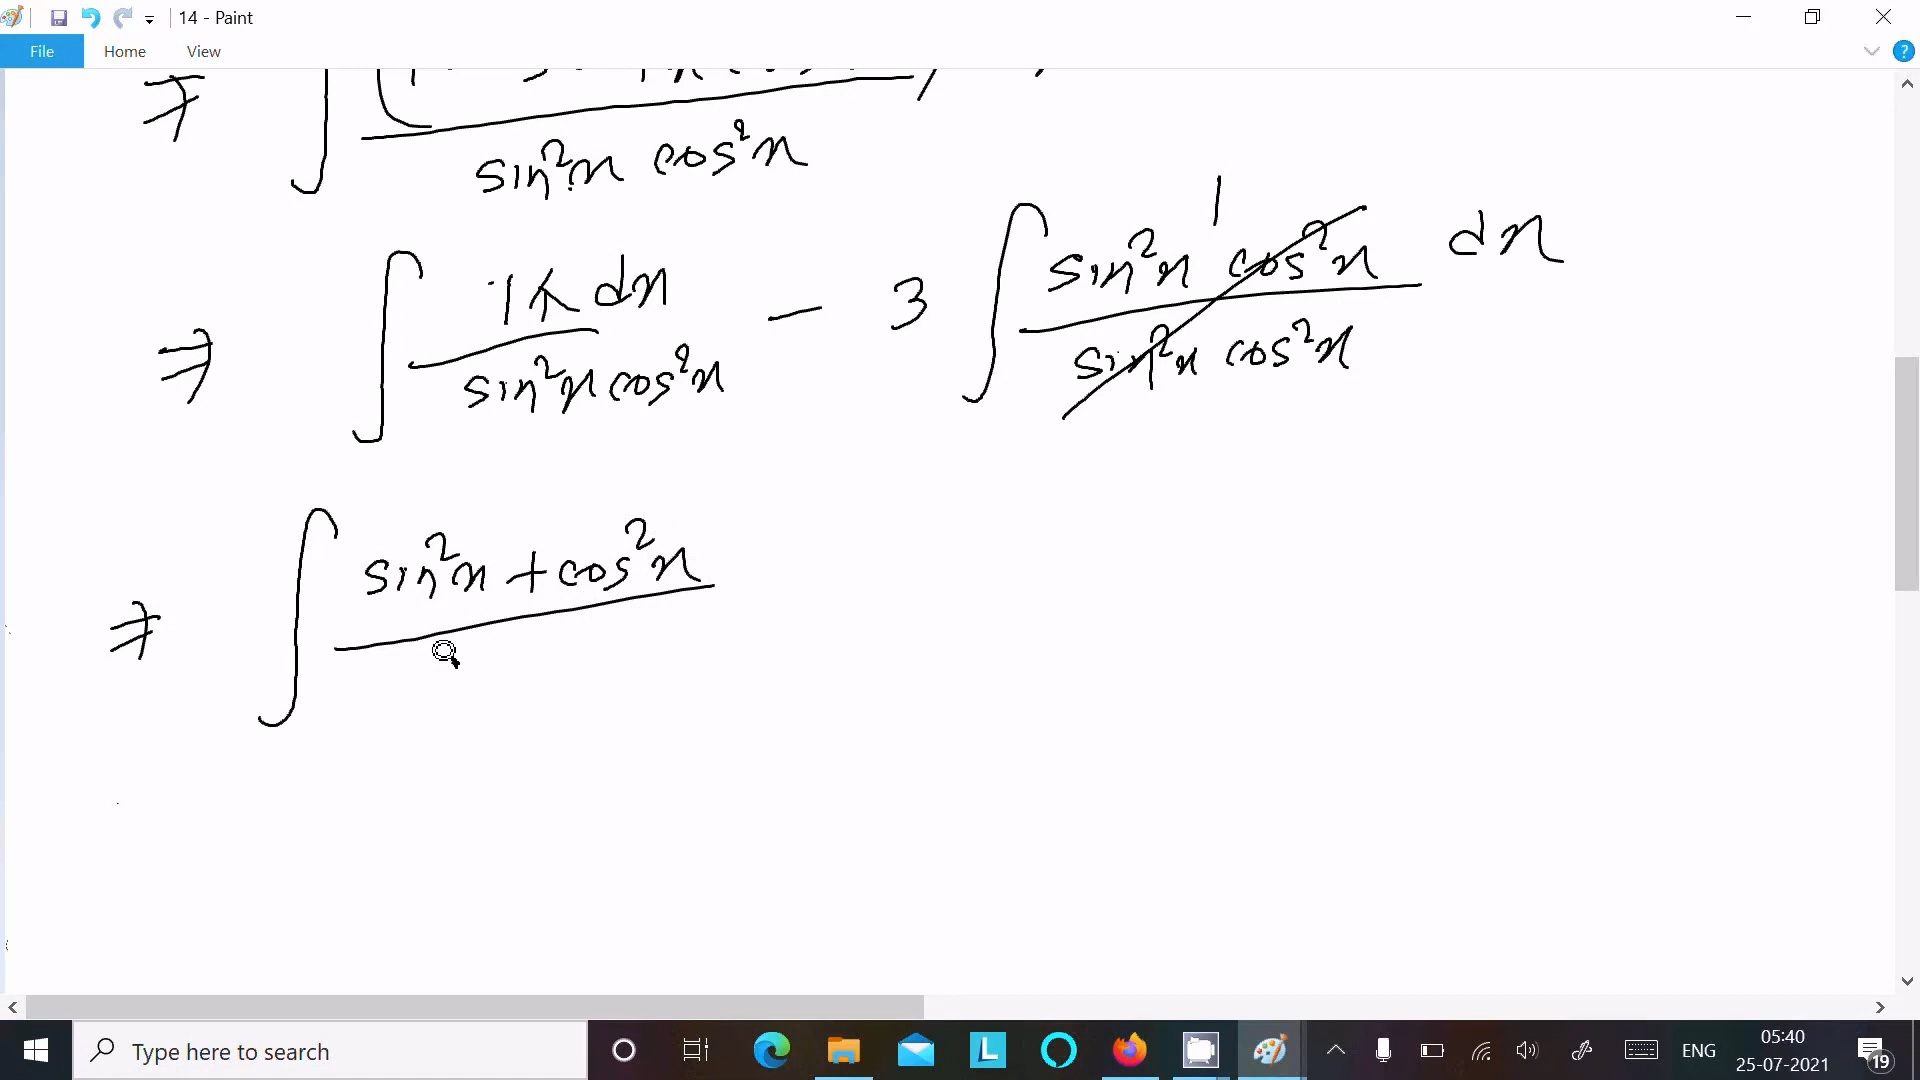 14 - Paint
File Home View
⇒ ∫
sin²x cos²x
⇒ ∫ 1 × dx / sin²x cos²x − 3 ∫ sin²x cos²x / sin²x cos²x dx
1
⇒ ∫ sin²x + cos²x
Type here to search
ENG
05:40
25-07-2021
19